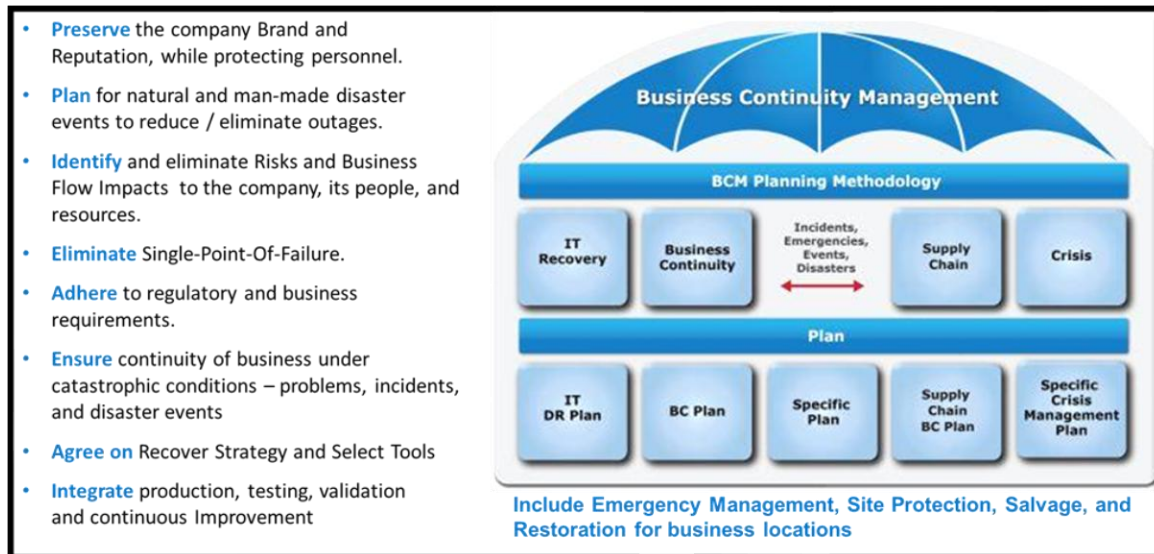 • Preserve the company Brand and
Reputation, while protecting personnel.
• Plan for natural and man-made disaster
events to reduce / eliminate outages.
• Identify and eliminate Risks and Business
Flow Impacts to the company, its people, and
resources.
• Eliminate Single-Point-Of-Failure.
• Adhere to regulatory and business
requirements.
• Ensure continuity of business under
catastrophic conditions – problems, incidents,
and disaster events
• Agree on Recover Strategy and Select Tools
• Integrate production, testing, validation
and continuous Improvement
Business Continuity Management
BCM Planning Methodology
IT
Recovery
Business
Continuity
Incidents,
Emergencies,
Events,
Disasters
Supply
Chain
Crisis
Plan
IT
DR Plan
BC Plan
Specific
Plan
Supply
Chain
BC Plan
Specific
Crisis
Management
Plan
Include Emergency Management, Site Protection, Salvage, and
Restoration for business locations